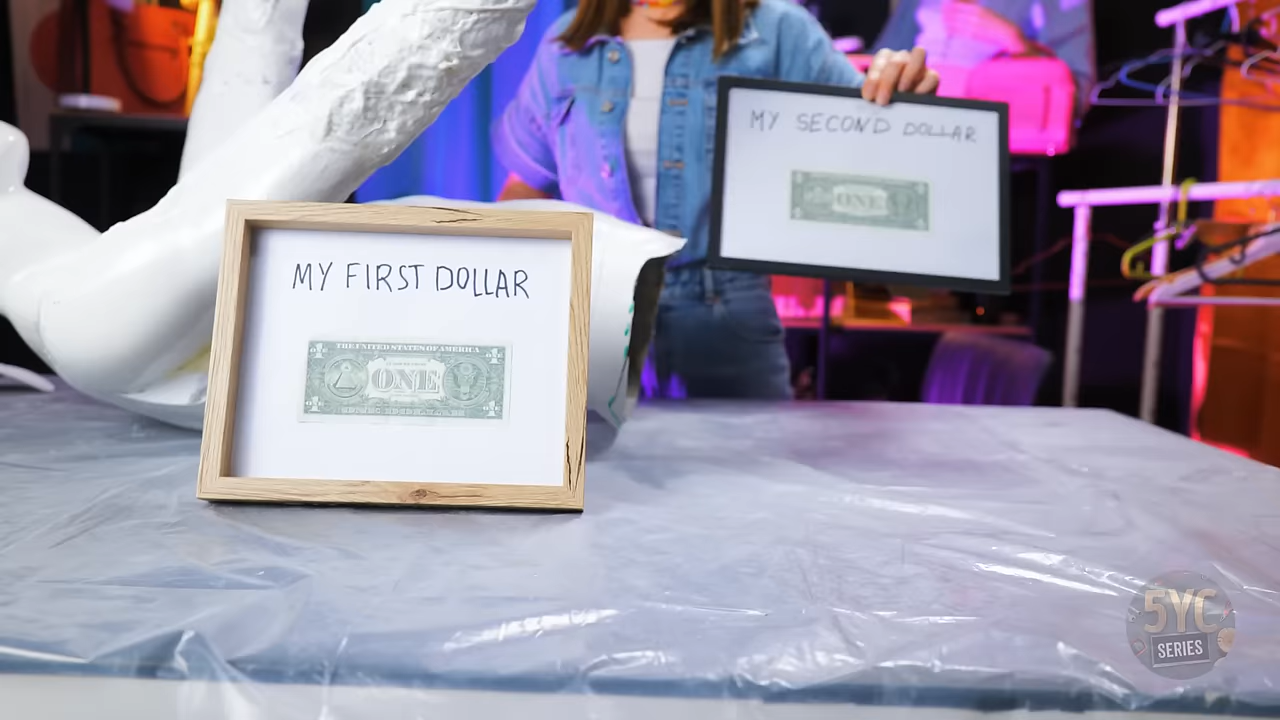 MY FIRST DOLLAR
THE UNITED STATES OF AMERICA
ONE
MY SECOND DOLLAR
ONE
5YC
SERIES